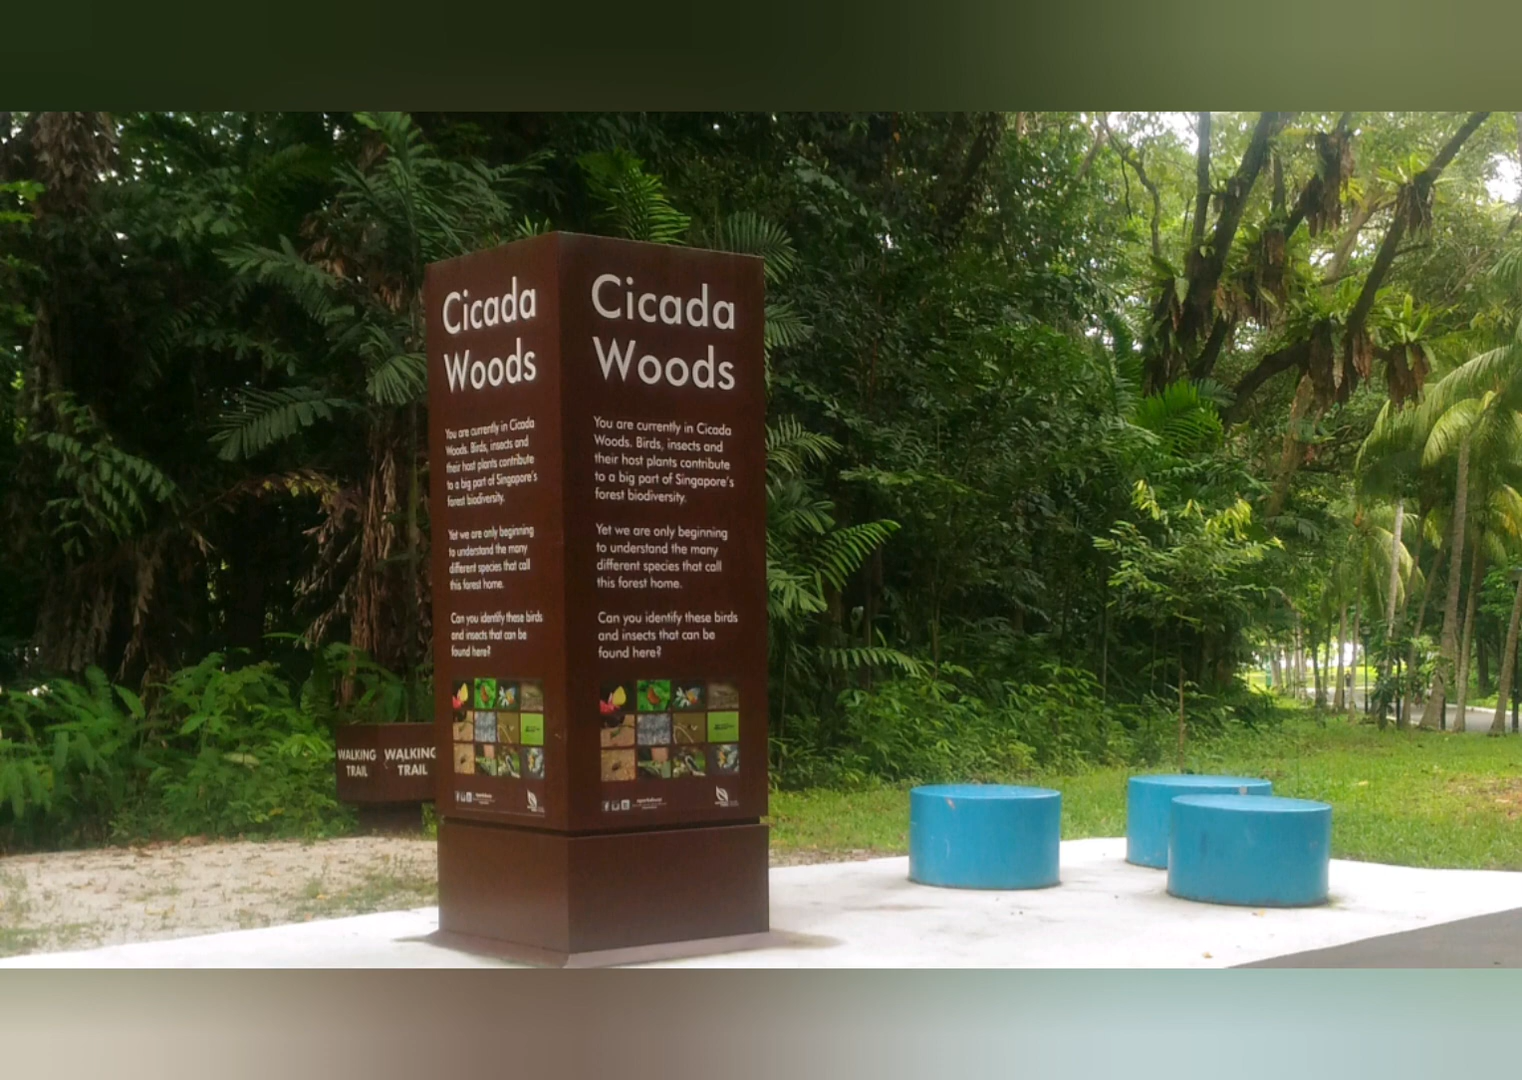 Cicada
Woods
You are currently in Cicada
Woods. Birds, insects and
their host plants contribute
to a big part of Singapore's
forest biodiversity.
Yet we are only beginning
to understand the many
different species that call
this forest home.
Can you identify these birds
and insects that can be
found here?
Cicada
Woods
You are currently in Cicada
Woods. Birds, insects and
their host plants contribute
to a big part of Singapore's
forest biodiversity.
Yet we are only beginning
to understand the many
different species that call
this forest home.
Can you identify these birds
and insects that can be
found here?
WALKING
TRAIL
WALKING
TRAIL